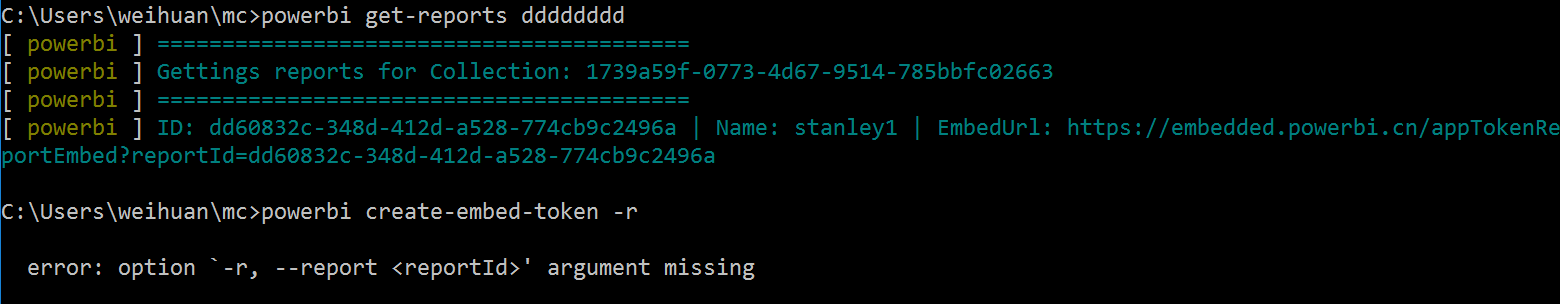 C:\Users\weihuan\mc>powerbi get-reports dddddddd
[ powerbi ] =========================================
[ powerbi ] Gettings reports for Collection: 1739a59f-0773-4d67-9514-785bbfc02663
[ powerbi ] =========================================
[ powerbi ] ID: dd60832c-348d-412d-a528-774cb9c2496a | Name: stanley1 | EmbedUrl: https://embedded.powerbi.cn/appTokenRe
portEmbed?reportId=dd60832c-348d-412d-a528-774cb9c2496a
C:\Users\weihuan\mc>powerbi create-embed-token -r
error: option `-r, --report <reportId>' argument missing